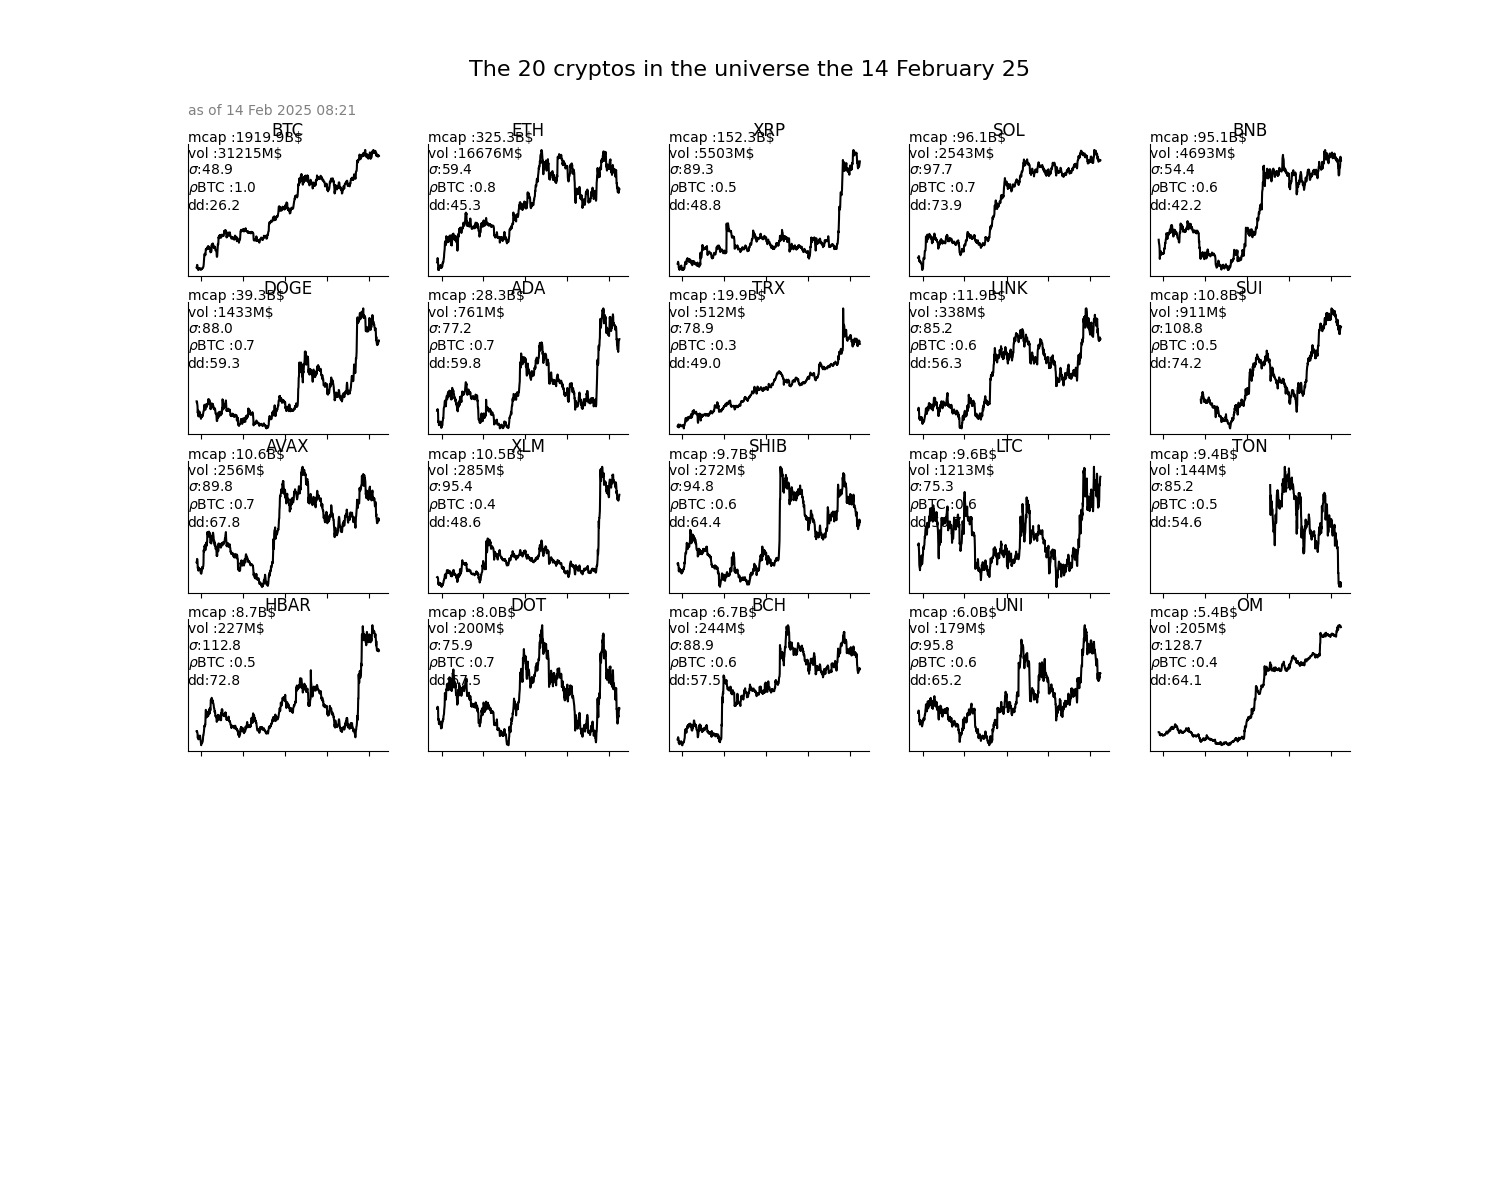 The 20 cryptos in the universe the 14 February 25
as of 14 Feb 2025 08:21
BTC
mcap :1919.9B$
vol :31215M$
σ:48.9
ρBTC :1.0
dd:26.2
ETH
mcap :325.3B$
vol :16676M$
σ:59.4
ρBTC :0.8
dd:45.3
XRP
mcap :152.3B$
vol :5503M$
σ:89.3
ρBTC :0.5
dd:48.8
SOL
mcap :96.1B$
vol :2543M$
σ:97.7
ρBTC :0.7
dd:73.9
BNB
mcap :95.1B$
vol :4693M$
σ:54.4
ρBTC :0.6
dd:42.2
DOGE
mcap :39.3B$
vol :1433M$
σ:88.0
ρBTC :0.7
dd:59.3
ADA
mcap :28.3B$
vol :761M$
σ:77.2
ρBTC :0.7
dd:59.8
TRX
mcap :19.9B$
vol :512M$
σ:78.9
ρBTC :0.3
dd:49.0
LINK
mcap :11.9B$
vol :338M$
σ:85.2
ρBTC :0.6
dd:56.3
SUI
mcap :10.8B$
vol :911M$
σ:108.8
ρBTC :0.5
dd:74.2
AVAX
mcap :10.6B$
vol :256M$
σ:89.8
ρBTC :0.7
dd:67.8
XLM
mcap :10.5B$
vol :285M$
σ:95.4
ρBTC :0.4
dd:48.6
SHIB
mcap :9.7B$
vol :272M$
σ:94.8
ρBTC :0.6
dd:64.4
LTC
mcap :9.6B$
vol :1213M$
σ:75.3
ρBTC :0.6
TON
mcap :9.4B$
vol :144M$
σ:85.2
ρBTC :0.5
dd:54.6
HBAR
mcap :8.7B$
vol :227M$
σ:112.8
ρBTC :0.5
dd:72.8
DOT
mcap :8.0B$
vol :200M$
σ:75.9
ρBTC :0.7
dd:57.5
BCH
mcap :6.7B$
vol :244M$
σ:88.9
ρBTC :0.6
dd:57.5
UNI
mcap :6.0B$
vol :179M$
σ:95.8
ρBTC :0.6
dd:65.2
OM
mcap :5.4B$
vol :205M$
σ:128.7
ρBTC :0.4
dd:64.1